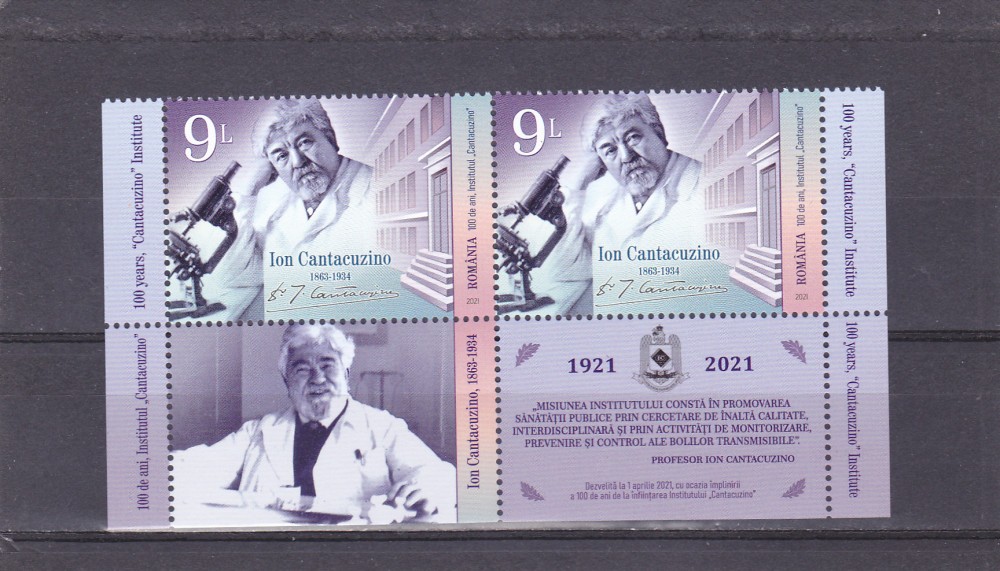 100 years, “Cantacuzino” Institute
9L
Ion Cantacuzino
1863-1934
Dr J. Cantacuzino
ROMÂNIA 100 de ani, Institutul „Cantacuzino”
2021
9L
Ion Cantacuzino
1863-1934
Dr J. Cantacuzino
ROMÂNIA 100 de ani, Institutul „Cantacuzino”
2021
100 years, “Cantacuzino” Institute
100 de ani, Institutul „Cantacuzino”
Ion Cantacuzino, 1863-1934
1921 2021
„MISIUNEA INSTITUTULUI CONSTĂ ÎN PROMOVAREA
SĂNĂTĂȚII PUBLICE PRIN CERCETARE DE ÎNALTĂ CALITATE,
INTERDISCIPLINARĂ ȘI PRIN ACTIVITĂȚI DE MONITORIZARE,
PREVENIRE ȘI CONTROL ALE BOLILOR TRANSMISIBILE”.
PROFESOR ION CANTACUZINO
Dezvelită la 1 aprilie 2021, cu ocazia împlinirii
a 100 de ani de la înființarea Institutului „Cantacuzino”
100 years, “Cantacuzino” Institute